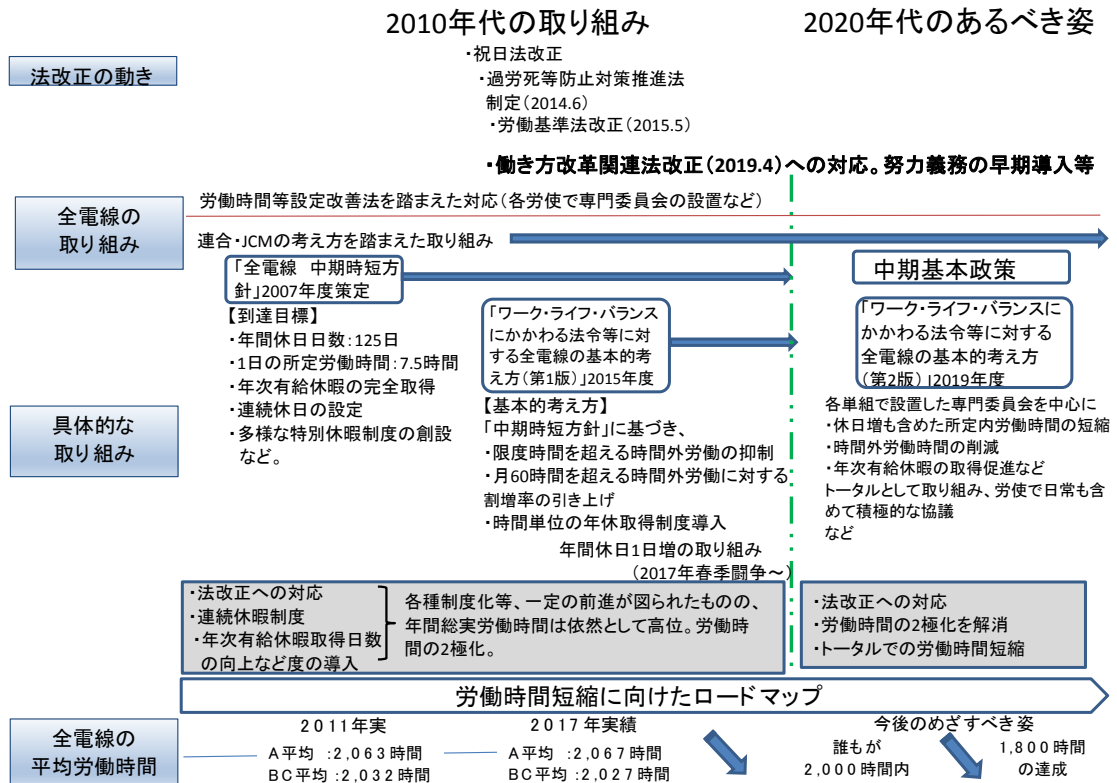 2010年代の取り組み
2020年代のあるべき姿
法改正の動き
・祝日法改正
・過労死等防止対策推進法
制定(2014.6)
・労働基準法改正(2015.5)
・働き方改革関連法改正(2019.4)への対応。努力義務の早期導入等
全電線の
取り組み
労働時間等設定改善法を踏まえた対応(各労使で専門委員会の設置など)
連合・JCMの考え方を踏まえた取り組み
「全電線 中期時短方
針」2007年度策定
中期基本政策
【到達目標】
・年間休日日数:125日
・1日の所定労働時間:7.5時間
・年次有給休暇の完全取得
・連続休日の設定
・多様な特別休暇制度の創設
など。
「ワーク・ライフ・バランス
にかかわる法令等に対
する全電線の基本的考
え方(第1版)」2015年度
「ワーク・ライフ・バランスに
かかわる法令等に対する
全電線の基本的考え方
(第2版)」2019年度
具体的な
取り組み
【基本的考え方】
「中期時短方針」に基づき、
・限度時間を超える時間外労働の抑制
・月60時間を超える時間外労働に対する
割増率の引き上げ
・時間単位の年休取得制度導入
年間休日1日増の取り組み
(2017年春季闘争~)
各単組で設置した専門委員会を中心に
・休日増も含めた所定内労働時間の短縮
・時間外労働時間の削減
・年次有給休暇の取得促進など
トータルとして取り組み、労使で日常も含
めて積極的な協議
など
・法改正への対応
・連続休暇制度
・年次有給休暇取得日数
の向上など度の導入
各種制度化等、一定の前進が図られたものの、
年間総実労働時間は依然として高位。労働時
間の2極化。
・法改正への対応
・労働時間の2極化を解消
・トータルでの労働時間短縮
労働時間短縮に向けたロードマップ
全電線の
平均労働時間
2011年実
A平均 :2,063時間
BC平均 :2,032時間
2017年実績
A平均 :2,067時間
BC平均 :2,027時間
今後のめざすべき姿
誰もが
2,000時間内
1,800時間
の達成